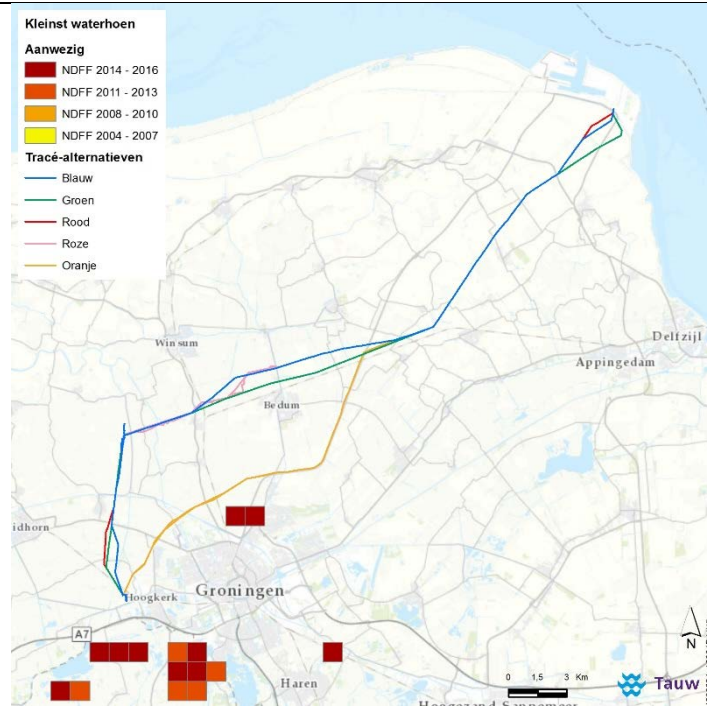 Kleinst waterhoen
Aanwezig
NDFF 2014 - 2016
NDFF 2011 - 2013
NDFF 2008 - 2010
NDFF 2004 - 2007
Tracé-alternatieven
Blauw
Groen
Rood
Roze
Oranje
Winsum
Delfzijl
Appingedam
Bedum
idhorn
Groningen
Hoogkerk
A7
N
Haren
0 1,5 3 Km
Tauw